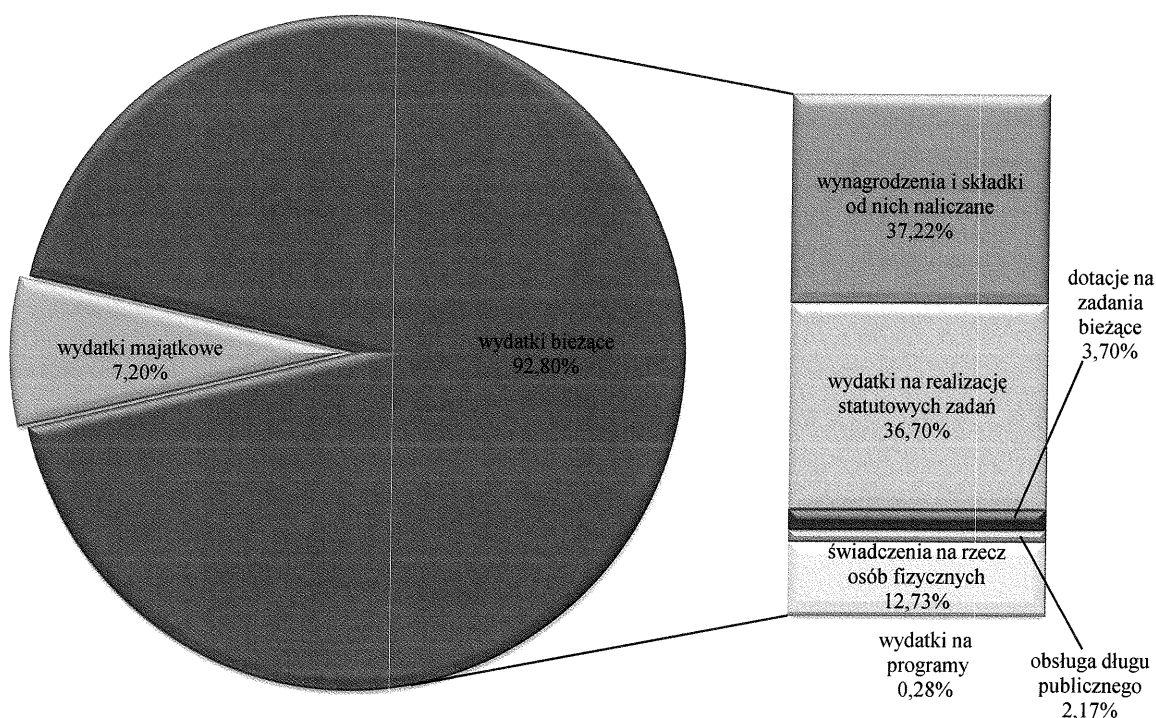 wydatki majątkowe
7,20%
wydatki bieżące
92,80%
wynagrodzenia i składki
od nich naliczane
37,22%
wydatki na realizację
statutowych zadań
36,70%
dotacje na
zadania
bieżące
3,70%
świadczenia na rzecz
osób fizycznych
12,73%
wydatki na
programy
0,28%
obsługa długu
publicznego
2,17%